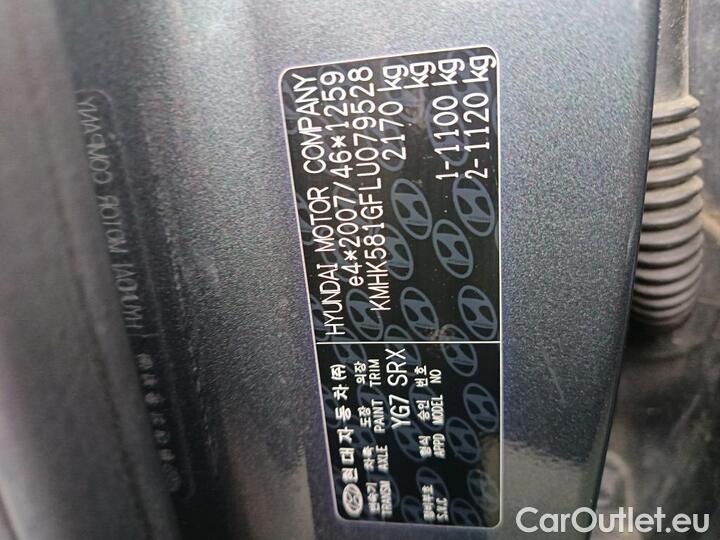 HYUNDAI MOTOR COMPANY
e4*2007/46*1259
KMHK581GFLU079528
2170 kg
1-1100 kg
2-1120 kg
현대자동차(주)
변속기 차축 도장 외장
TRANSM AXLE PAINT TRIM
YG7 SRX
형식 승인 번호
APPD MODEL NO
S.N.C
CarOutlet.eu